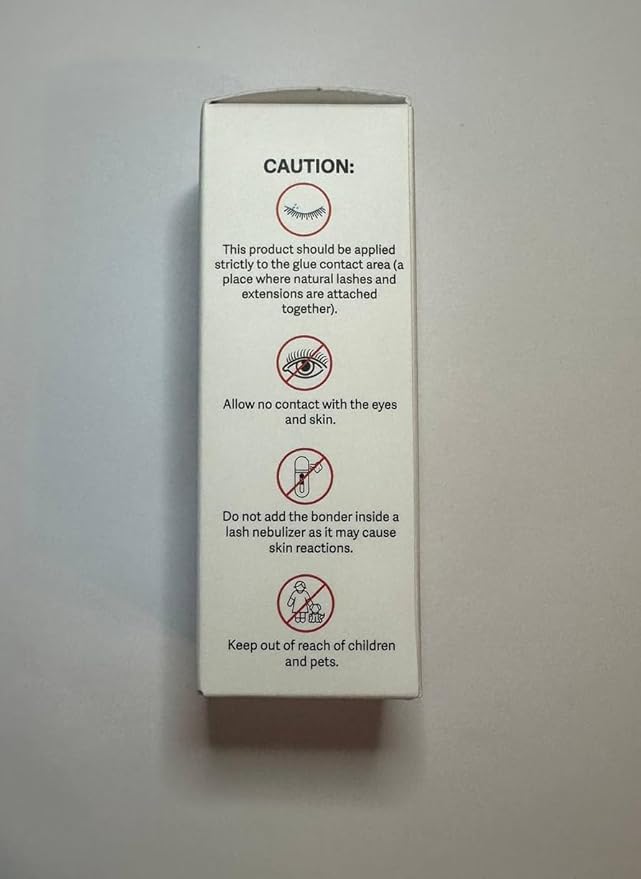 CAUTION:
This product should be applied
strictly to the glue contact area (a
place where natural lashes and
extensions are attached
together).
Allow no contact with the eyes
and skin.
Do not add the bonder inside a
lash nebulizer as it may cause
skin reactions.
Keep out of reach of children
and pets.